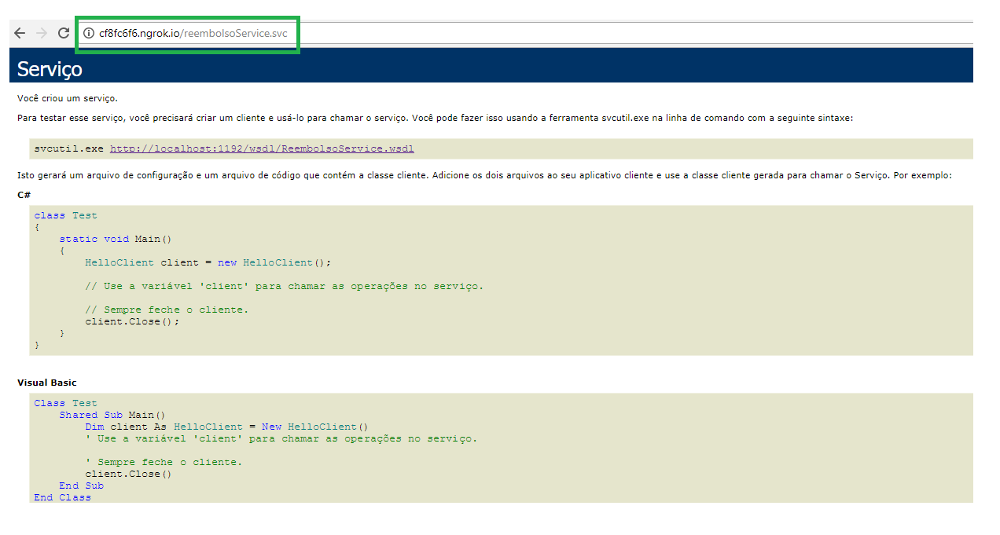 cf8fc6f6.ngrok.io/reembolsoService.svc
Serviço
Você criou um serviço.
Para testar esse serviço, você precisará criar um cliente e usá-lo para chamar o serviço. Você pode fazer isso usando a ferramenta svcutil.exe na linha de comando com a seguinte sintaxe:
svcutil.exe http://localhost:1192/wsdl/ReembolsoService.wsdl
Isto gerará um arquivo de configuração e um arquivo de código que contém a classe cliente. Adicione os dois arquivos ao seu aplicativo cliente e use a classe cliente gerada para chamar o Serviço. Por exemplo:
C#
class Test
{
    static void Main()
    {
        HelloClient client = new HelloClient();
        // Use a variável 'client' para chamar as operações no serviço.
        // Sempre feche o cliente.
        client.Close();
    }
}
Visual Basic
Class Test
    Shared Sub Main()
        Dim client As HelloClient = New HelloClient()
        ' Use a variável 'client' para chamar as operações no serviço.
        ' Sempre feche o cliente.
        client.Close()
    End Sub
End Class